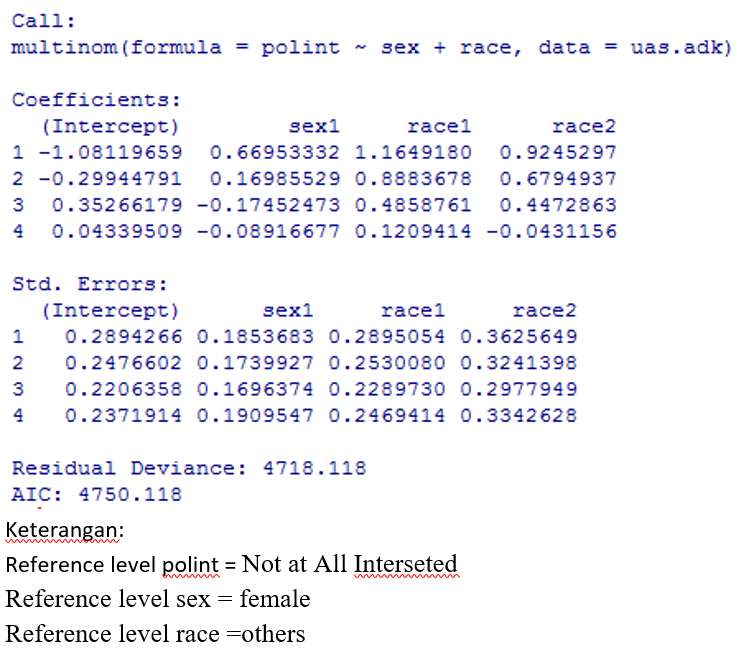 Call:
multinom(formula = polint ~ sex + race, data = uas.adk)
Coefficients:
(Intercept) sex1 race1 race2
1 -1.08119659 0.66953332 1.1649180 0.9245297
2 -0.29944791 0.16985529 0.8883678 0.6794937
3 0.35266179 -0.17452473 0.4858761 0.4472863
4 0.04339509 -0.08916677 0.1209414 -0.0431156
Std. Errors:
(Intercept) sex1 race1 race2
1 0.2894266 0.1853683 0.2895054 0.3625649
2 0.2476602 0.1739927 0.2530080 0.3241398
3 0.2206358 0.1696374 0.2289730 0.2977949
4 0.2371914 0.1909547 0.2469414 0.3342628
Residual Deviance: 4718.118
AIC: 4750.118
Keterangan:
Reference level polint = Not at All Interseted
Reference level sex = female
Reference level race =others